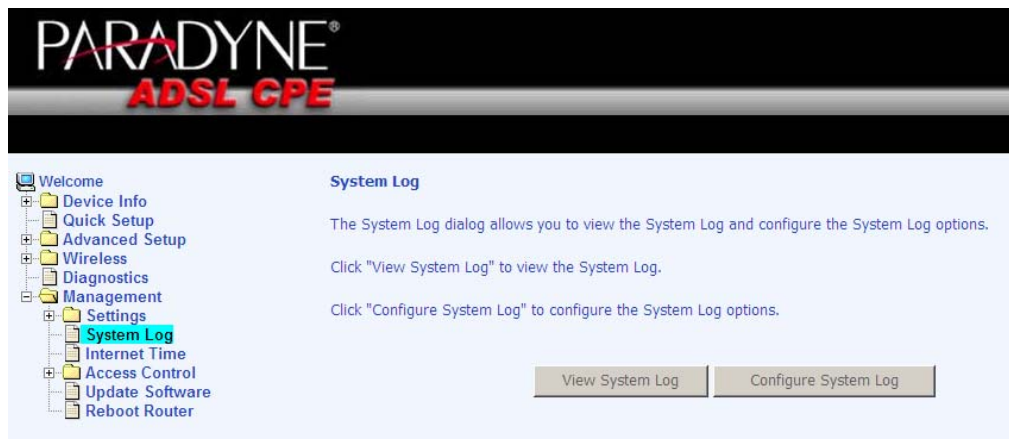 PARADYNE®
ADSL CPE
Welcome
Device Info
Quick Setup
Advanced Setup
Wireless
Diagnostics
Management
Settings
System Log
Internet Time
Access Control
Update Software
Reboot Router
System Log
The System Log dialog allows you to view the System Log and configure the System Log options.
Click "View System Log" to view the System Log.
Click "Configure System Log" to configure the System Log options.
View System Log
Configure System Log